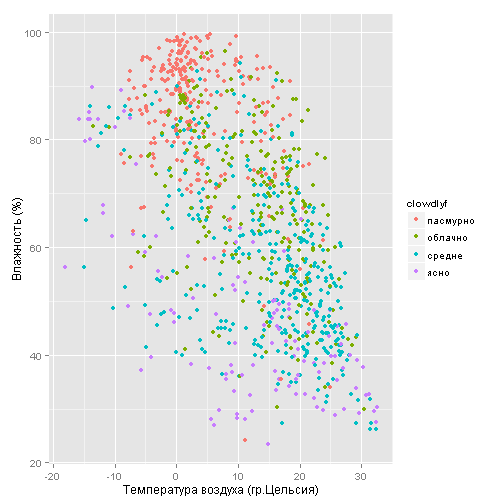 100
80
60
40
20
Влажность (%)
-20
-10
0
10
20
30
Температура воздуха (гр.Цельсия)
clowdlyf
пасмурно
облачно
средне
ясно